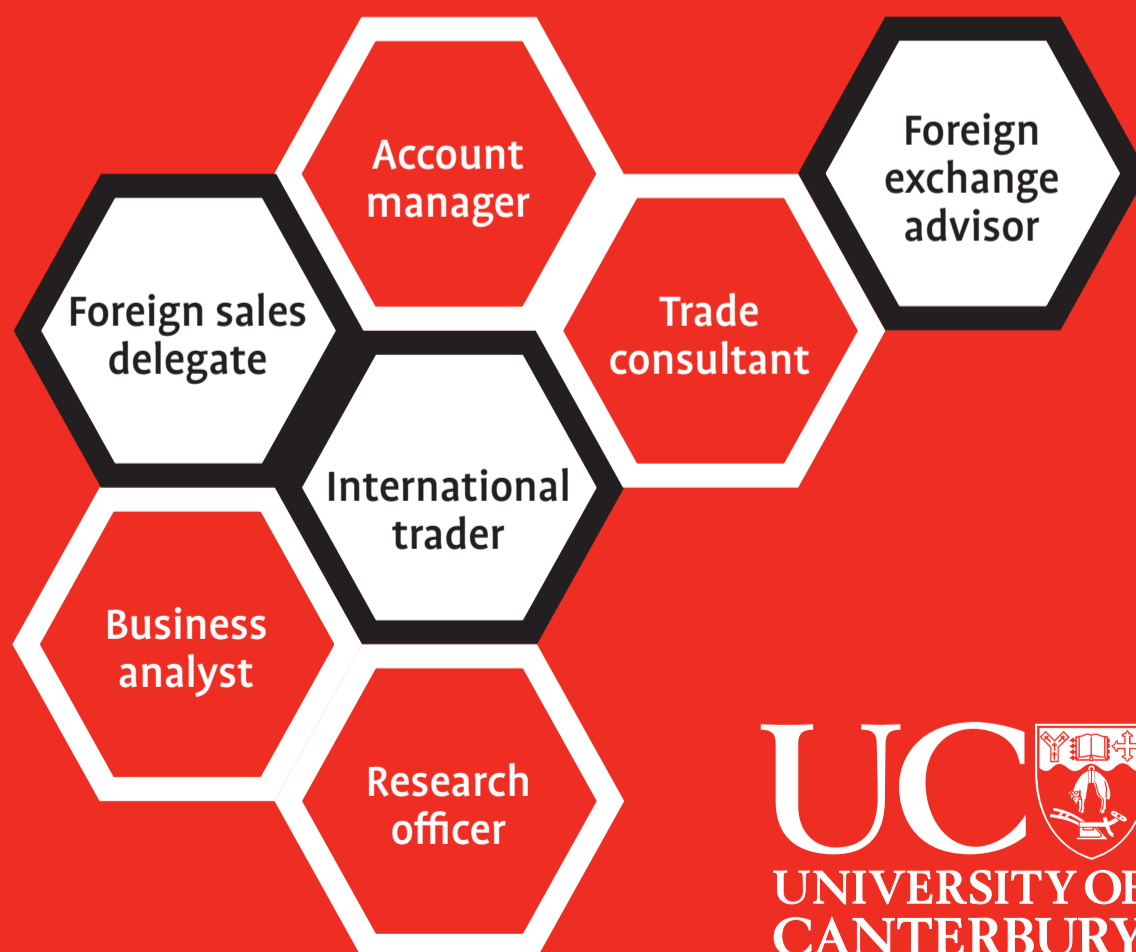 Account
manager
Foreign
exchange
advisor
Foreign sales
delegate
Trade
consultant
International
trader
Business
analyst
Research
officer
UC
UNIVERSITY OF
CANTERBURY